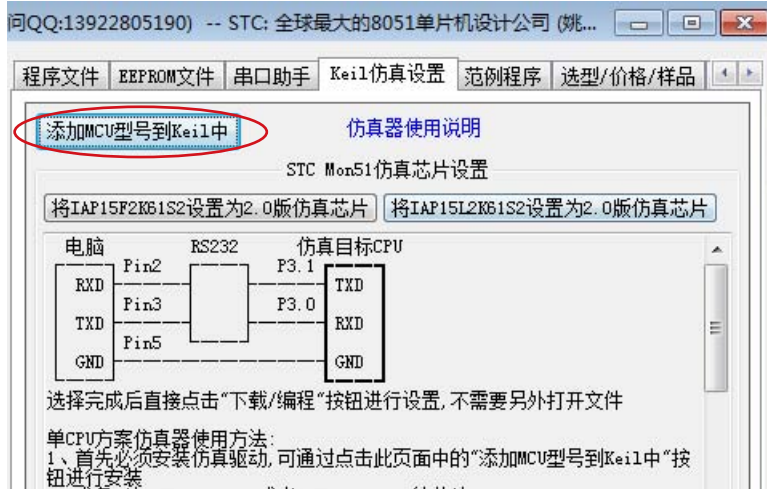 问QQ:13922805190) -- STC: 全球最大的8051单片机设计公司 (姚...
程序文件 EEPROM文件 串口助手 Keil仿真设置 范例程序 选型/价格/样品
添加MCU型号到Keil中 仿真器使用说明
STC Mon51仿真芯片设置
将IAP15F2K61S2设置为2.0版仿真芯片 将IAP15L2K61S2设置为2.0版仿真芯片
电脑 RS232 仿真目标CPU
Pin2 P3.1
RXD TXD
Pin3 P3.0
TXD RXD
Pin5
GND GND
选择完成后直接点击"下载/编程"按钮进行设置,不需要另外打开文件
单CPU方案仿真器使用方法:
1、首先必须安装仿真驱动,可通过点击此页面中的"添加MCU型号到Keil中"按
钮进行安装